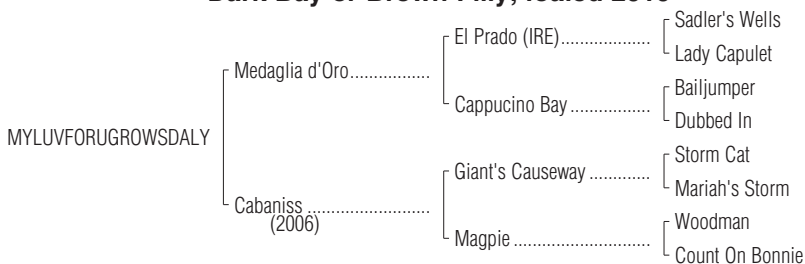 Dark Bay or Brown Filly; foaled
Sadler's Wells
El Prado (IRE)...................
Lady Capulet
Medaglia d'Oro.................
Bailjumper
Cappucino Bay .................
Dubbed In
MYLUVFORUGROWSDALY
Storm Cat
Giant's Causeway .............
Mariah's Storm
Cabaniss ..........................
(2006)
Woodman
Magpie .............................
Count On Bonnie